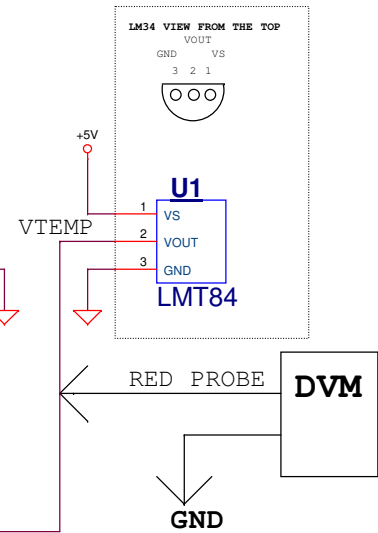 LM34 VIEW FROM THE TOP
VOUT
GND VS
3 2 1
+5V
U1
1 VS
VTEMP
2 VOUT
3 GND
LMT84
RED PROBE
DVM
GND